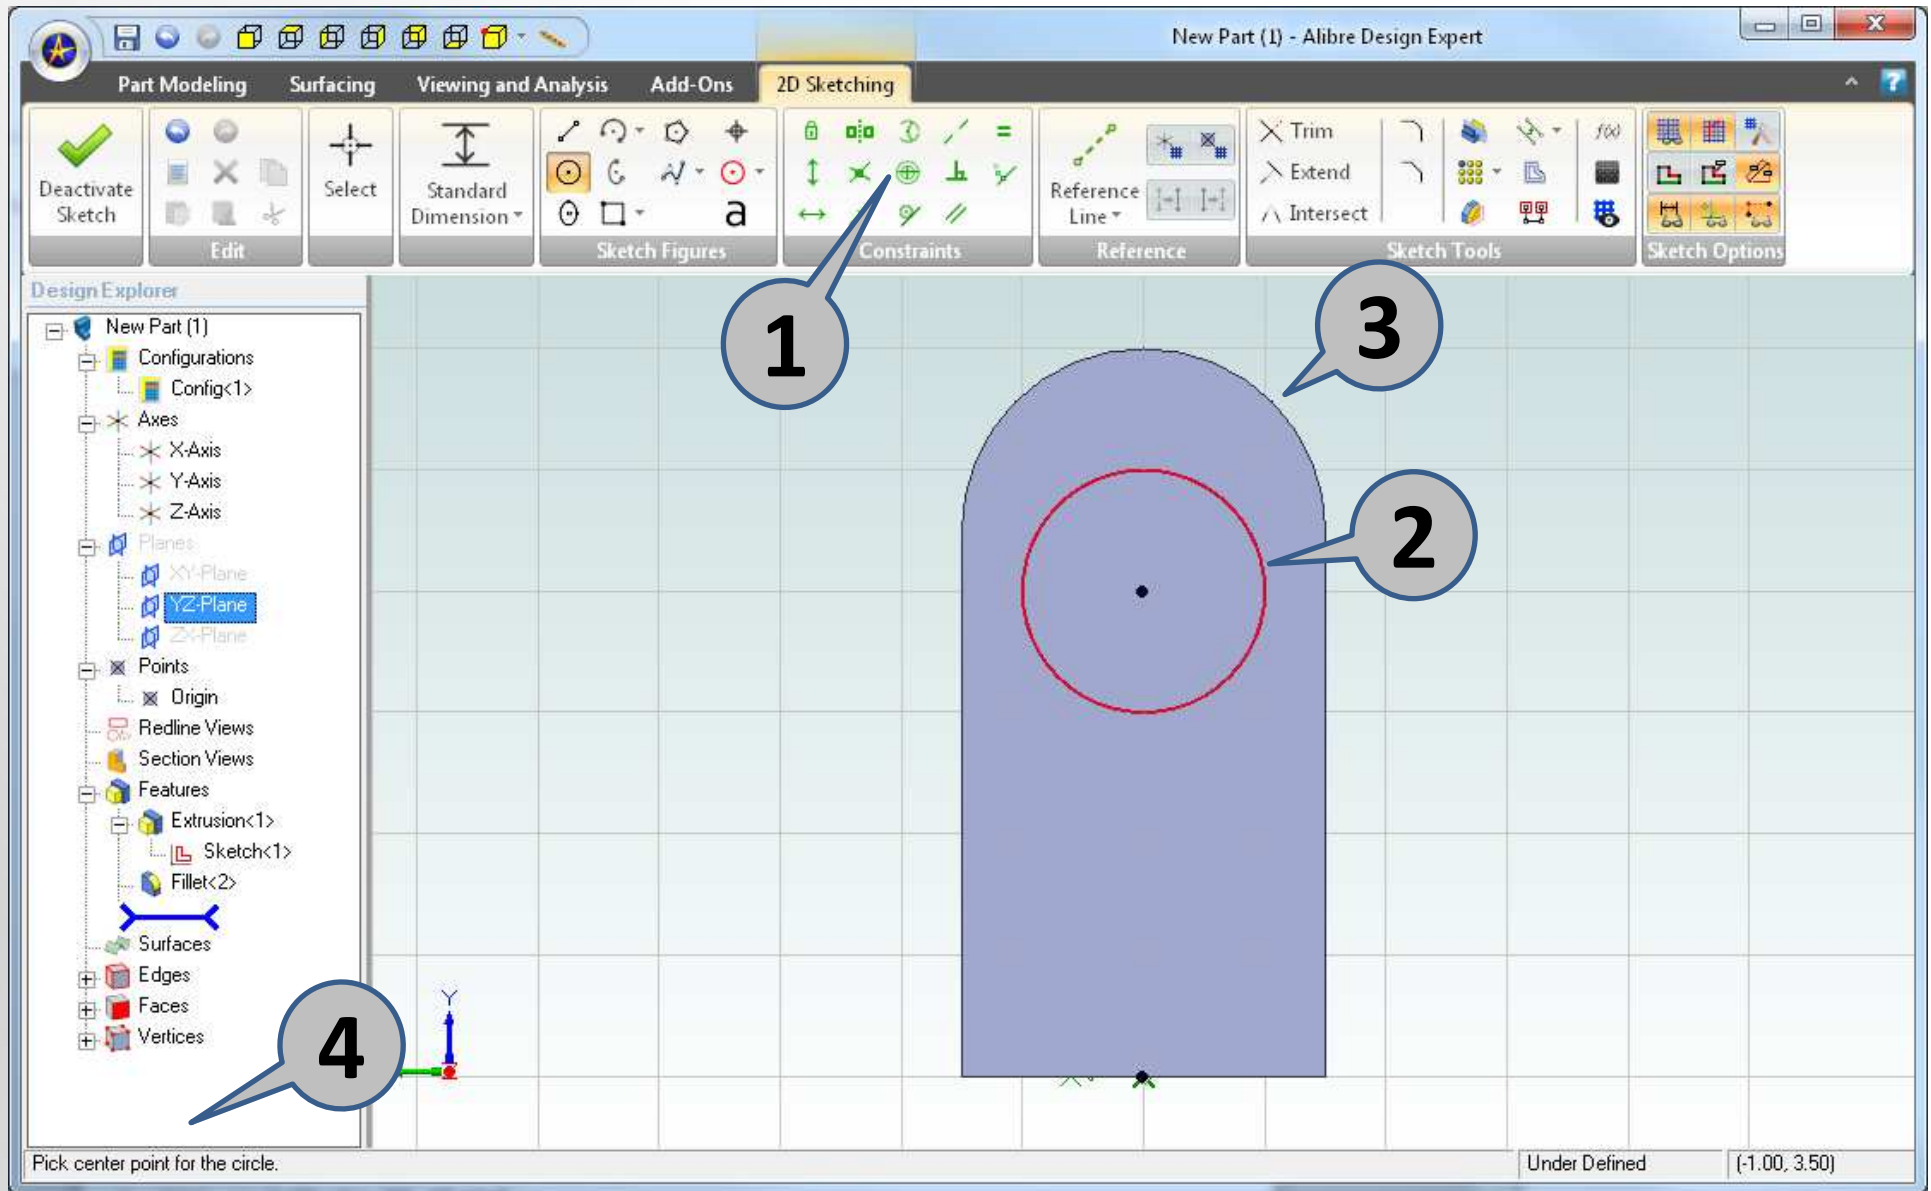 New Part (1) - Alibre Design Expert
X
Part Modeling Surfacing Viewing and Analysis Add-Ons 2D Sketching
?
Deactivate
Sketch
Edit
Select
Standard
Dimension
a
Sketch Figures
Constraints
Reference
Line
Reference
Trim
Extend
Intersect
f(x)
Sketch Tools
Sketch Options
Design Explorer
New Part (1)
Configurations
Config<1>
Axes
X-Axis
Y-Axis
Z-Axis
Planes
XY-Plane
YZ-Plane
ZX-Plane
Points
Origin
Redline Views
Section Views
Features
Extrusion<1>
Sketch<1>
Fillet<2>
Surfaces
Edges
Faces
Vertices
1
3
2
4
Y
Z
Pick center point for the circle.
Under Defined
(-1.00, 3.50)